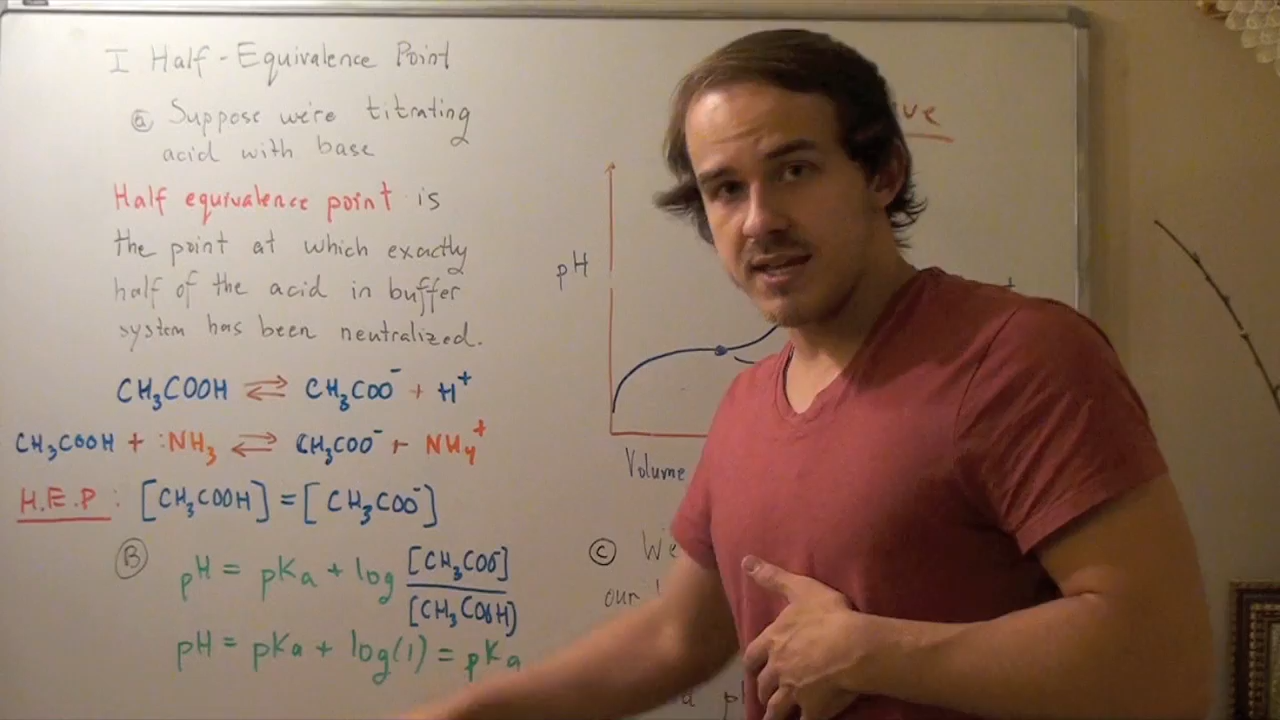 I Half-Equivalence Point
ⓐ Suppose we're titrating
acid with base
Half equivalence point is
the point at which exactly
half of the acid in buffer
system has been neutralized.
CH₃COOH ⇌ CH₃COO⁻ + H⁺
CH₃COOH + :NH₃ ⇌ CH₃COO⁻ + NH₄⁺
H.E.P: [CH₃COOH] = [CH₃COO⁻]
Ⓑ pH = pKa + log [CH₃COO⁻]
[CH₃COOH]
pH = pKa + log(1) = pKa
ve
pH
Volume
Ⓒ We
our